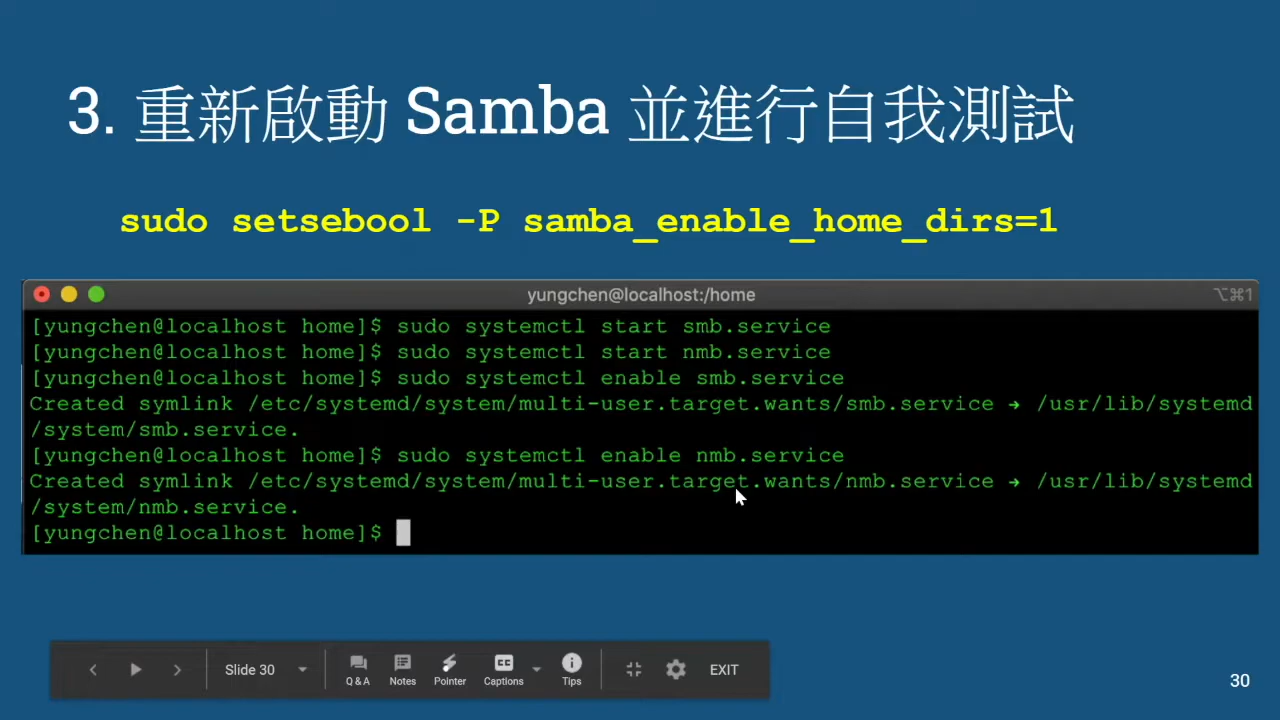 3. 重新啟動 Samba 並進行自我測試
sudo setsebool -P samba_enable_home_dirs=1
yungchen@localhost:/home
⌥⌘1
[yungchen@localhost home]$ sudo systemctl start smb.service
[yungchen@localhost home]$ sudo systemctl start nmb.service
[yungchen@localhost home]$ sudo systemctl enable smb.service
Created symlink /etc/systemd/system/multi-user.target.wants/smb.service → /usr/lib/systemd
/system/smb.service.
[yungchen@localhost home]$ sudo systemctl enable nmb.service
Created symlink /etc/systemd/system/multi-user.target.wants/nmb.service → /usr/lib/systemd
/system/nmb.service.
[yungchen@localhost home]$
Slide 30
Q & A
Notes
Pointer
CC
Captions
Tips
EXIT
30